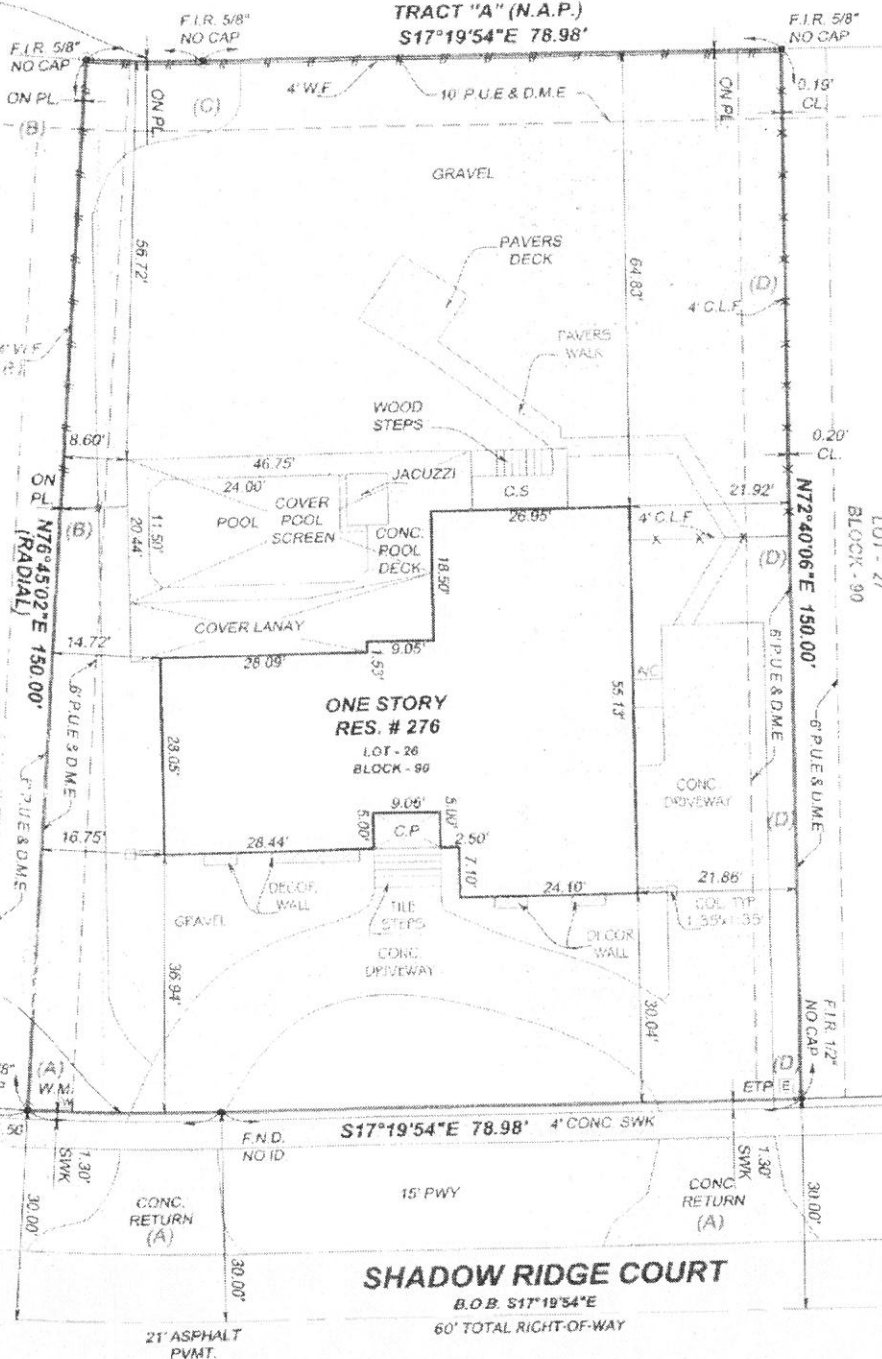 TRACT "A" (N.A.P.)
S17°19'54"E 78.98'
F.I.R. 5/8"
NO CAP
F.I.R. 5/8"
NO CAP
F.I.R. 5/8"
NO CAP
ON PL.
(B)
ON PL.
(C)
4' W.F.
10' P.U.E & D.M.E
ON PL.
0.19'
CL.
GRAVEL
PAVERS
DECK
56.72'
64.83'
(D)
4' C.L.F.
PAVERS
WALK
WOOD
STEPS
8.60'
46.75'
24.00'
JACUZZI
C.S
0.20'
CL.
21.92'
ON
PL.
(B)
POOL
COVER
POOL
SCREEN
CONC.
POOL
DECK
26.95'
4' C.L.F.
N76°45'02"E 150.00'
(RADIAL)
20.44'
11.50'
18.50'
(D)
N72°40'06"E 150.00'
LOT - 27
BLOCK - 90
COVER LANAY
14.72'
28.09'
9.05'
1.53'
A/C
6' P.U.E & D.M.E
6' P.U.E & D.M.E
ONE STORY
RES. # 276
LOT - 26
BLOCK - 90
55.13'
28.05'
6' P.U.E & D.M.E
6' P.U.E & D.M.E
CONC.
DRIVEWAY
(D)
9.06'
5.00'
5.00'
C.P.
2.50'
16.75'
28.44'
7.10'
24.10'
21.86'
DECOR.
WALL
GRAVEL
TILE
STEPS
COL. TYP
1.35'x1.35'
DECOR
WALL
CONC.
DRIVEWAY
36.94'
30.04'
F.I.R. 1/2"
NO CAP
(A)
W.M.
(D)
ETP
E
F.N.D.
NO ID
S17°19'54"E 78.98'
4' CONC. SWK
1.30'
SWK
1.30'
SWK
30.00'
CONC.
RETURN
(A)
15' PWY
CONC.
RETURN
(A)
30.00'
30.00'
SHADOW RIDGE COURT
B.O.B. S17°19'54"E
60' TOTAL RIGHT-OF-WAY
21' ASPHALT
PVMT.